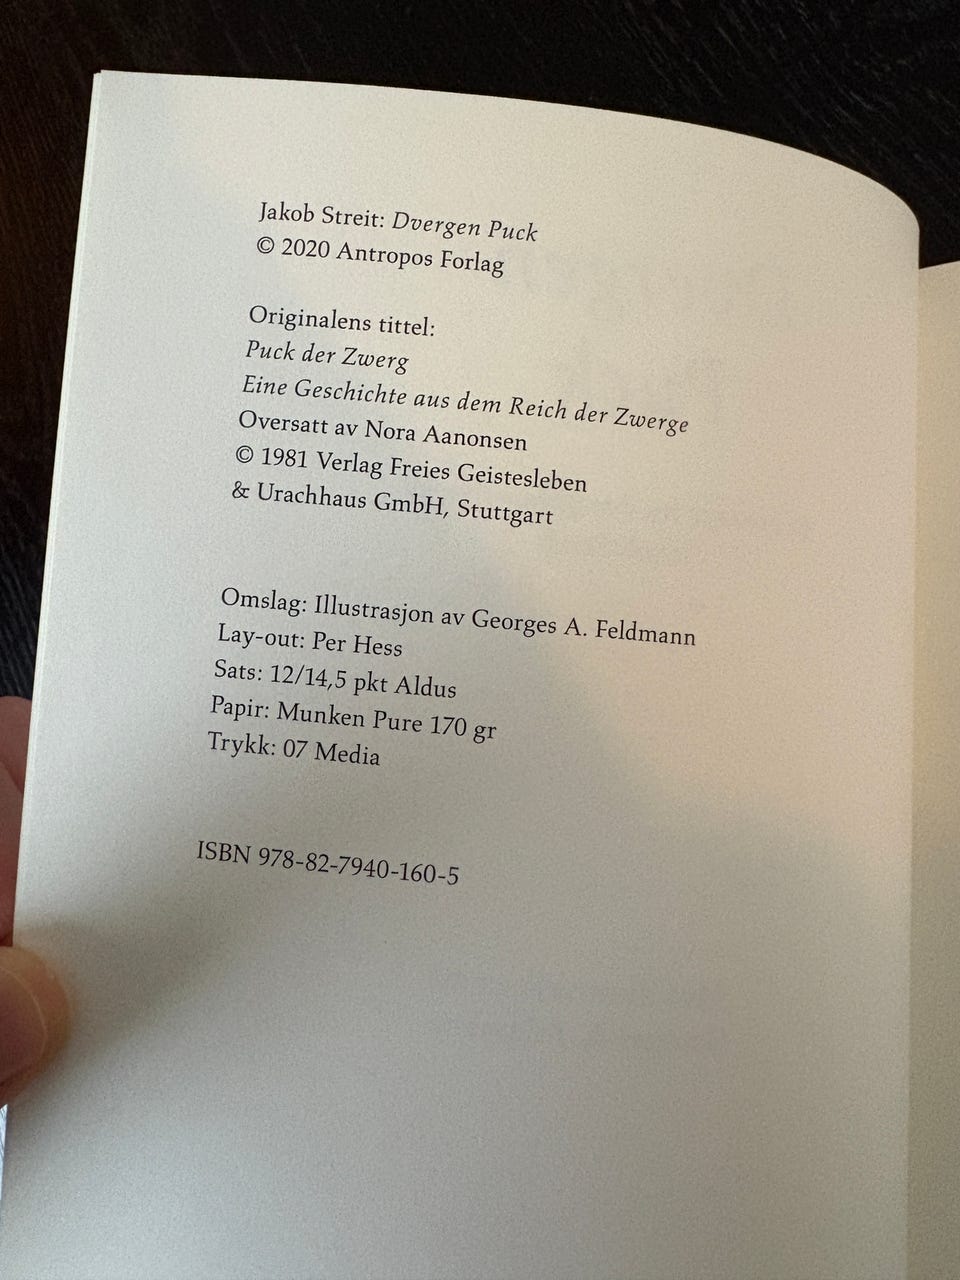 Jakob Streit: Dvergen Puck
© 2020 Antropos Forlag
Originalens tittel:
Puck der Zwerg
Eine Geschichte aus dem Reich der Zwerge
Oversatt av Nora Aanonsen
© 1981 Verlag Freies Geistesleben
& Urachhaus GmbH, Stuttgart
Omslag: Illustrasjon av Georges A. Feldmann
Lay-out: Per Hess
Sats: 12/14,5 pkt Aldus
Papir: Munken Pure 170 gr
Trykk: 07 Media
ISBN 978-82-7940-160-5